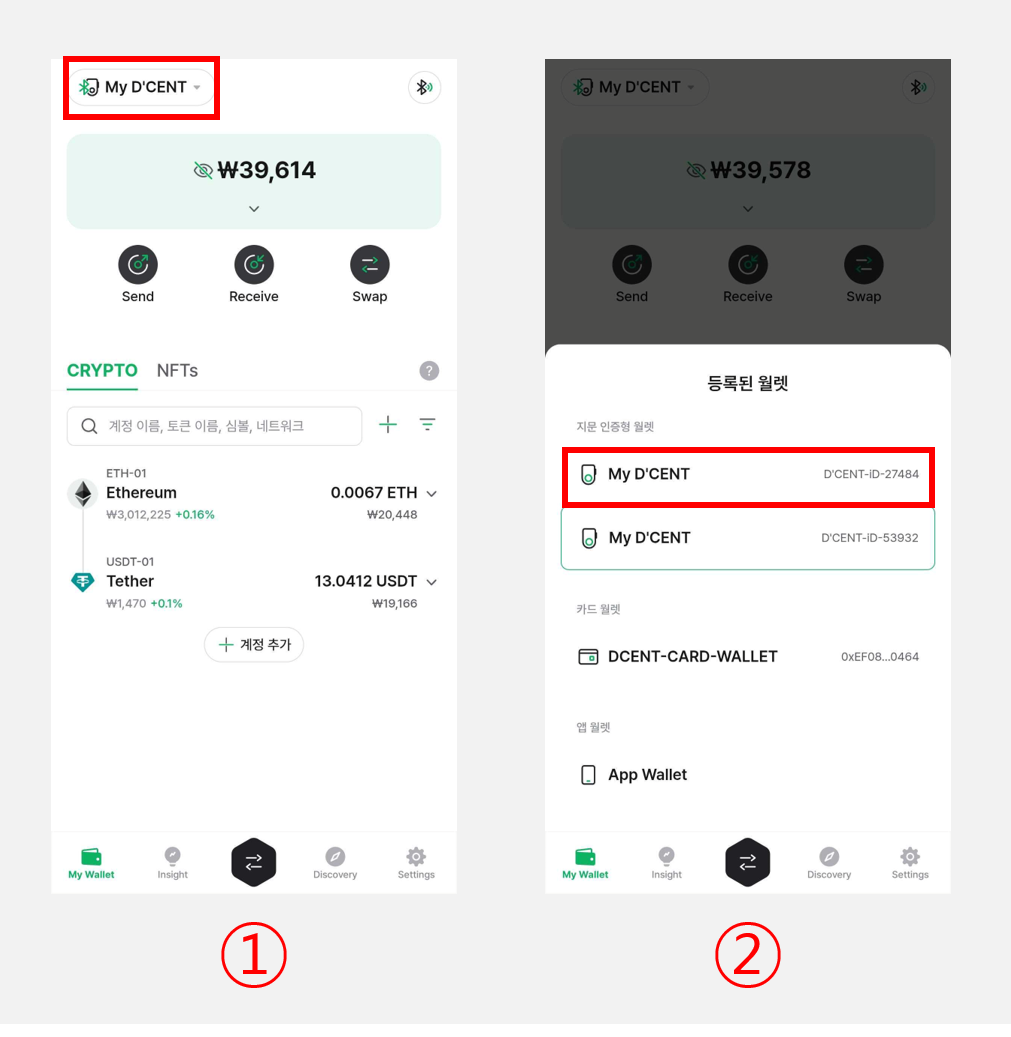 My D'CENT
₩39,614
Send Receive Swap
CRYPTO NFTs ?
계정 이름, 토큰 이름, 심볼, 네트워크
ETH-01
Ethereum 0.0067 ETH
₩3,012,225 +0.16% ₩20,448
USDT-01
Tether 13.0412 USDT
₩1,470 +0.1% ₩19,166
계정 추가
My Wallet Insight Discovery Settings
①
My D'CENT
₩39,578
Send Receive Swap
등록된 월렛
지문 인증형 월렛
My D'CENT D'CENT-iD-27484
My D'CENT D'CENT-iD-53932
카드 월렛
DCENT-CARD-WALLET 0xEF08...0464
앱 월렛
App Wallet
My Wallet Insight Discovery Settings
②